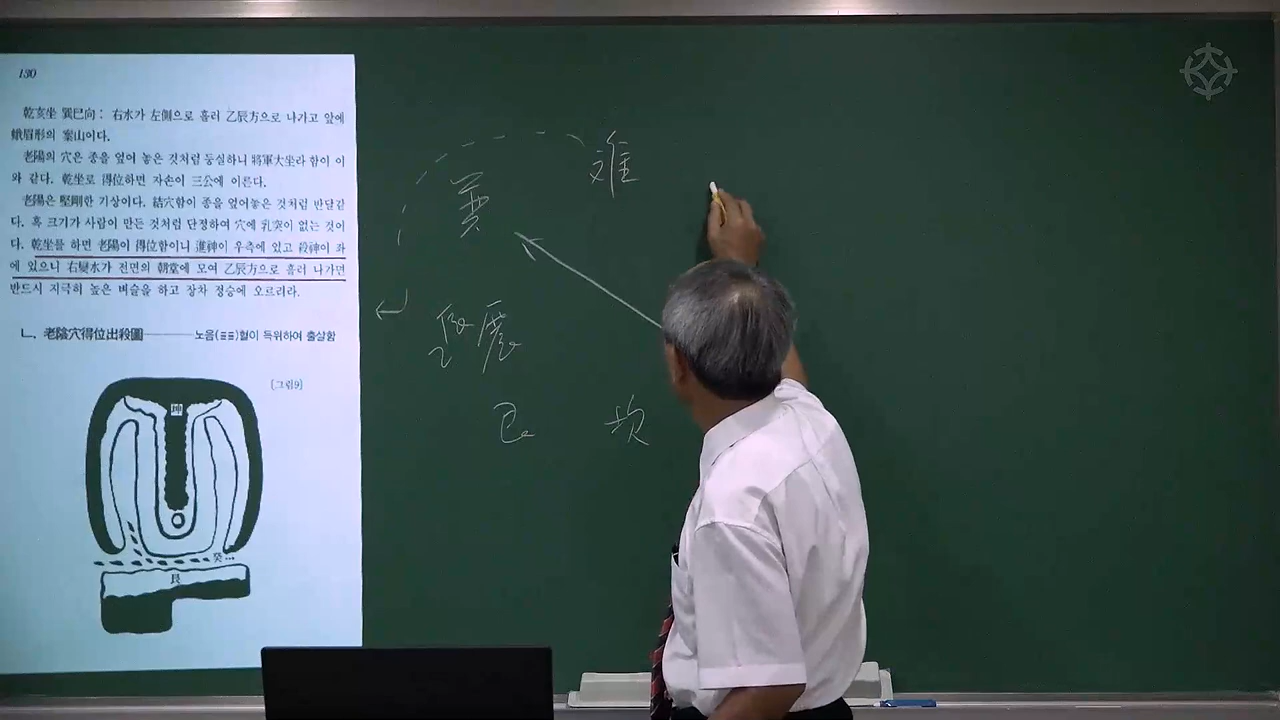 130
乾亥坐 巽巳向 : 右水가 左側으로 흘러 乙辰方으로 나가고 앞에
蛾眉形의 案山이다.
老陽의 穴은 종을 엎어 놓은 것처럼 둥실하니 將軍大坐라 함이 이
와 같다. 乾坐로 得位하면 자손이 三公에 이른다.
老陽은 堅剛한 기상이다. 結穴함이 종을 엎어놓은 것처럼 반달같
다. 혹 크기가 사람이 만든 것처럼 단정하여 穴에 乳突이 없는 것이
다. 乾坐를 하면 老陽이 得位함이니 進神이 우측에 있고 殺神이 좌
에 있으니 右旋水가 전면의 朝堂에 모여 乙辰方으로 흘러 나가면
반드시 지극히 높은 벼슬을 하고 장차 정승에 오르리라.
ㄴ. 老陰穴得位出殺圖 노음(☷)혈이 득위하여 출살함
[그림9]
坤
癸
艮
離
震
坎